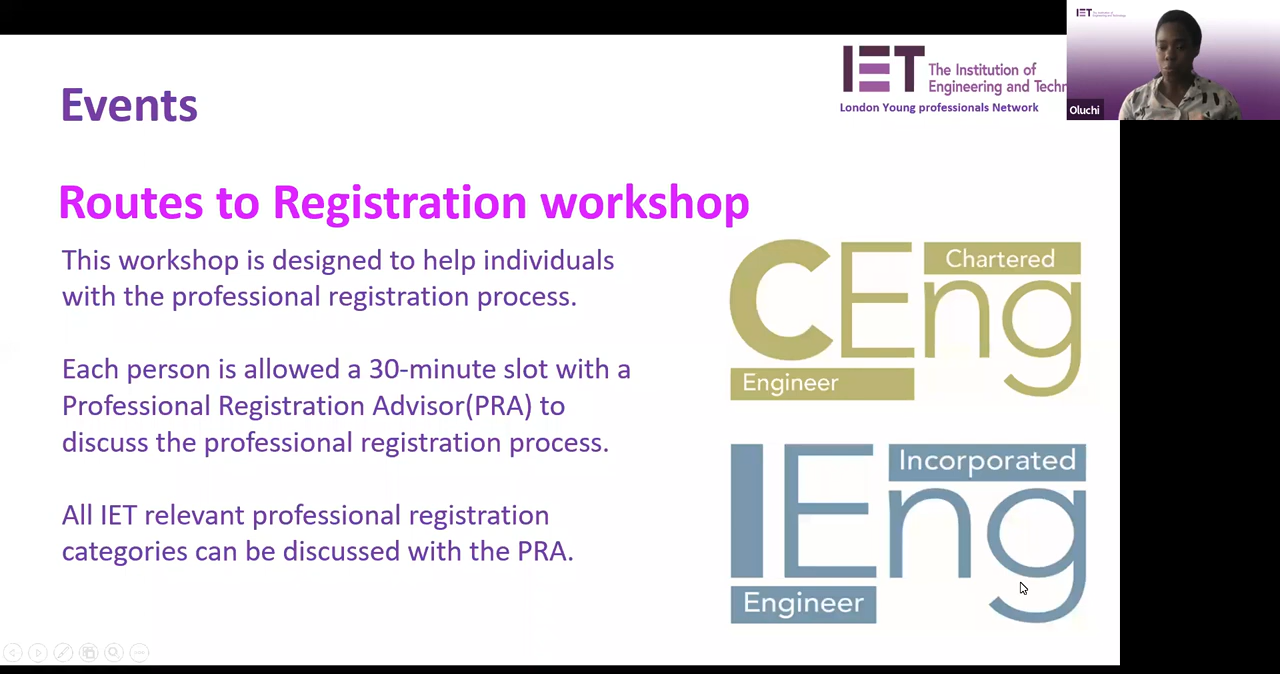 Events
IET The Institution of
Engineering and Techn
London Young professionals Network
IET
Oluchi
Routes to Registration workshop
This workshop is designed to help individuals
with the professional registration process.
Each person is allowed a 30-minute slot with a
Professional Registration Advisor(PRA) to
discuss the professional registration process.
All IET relevant professional registration
categories can be discussed with the PRA.
CEng
Chartered
Engineer
IEng
Incorporated
Engineer